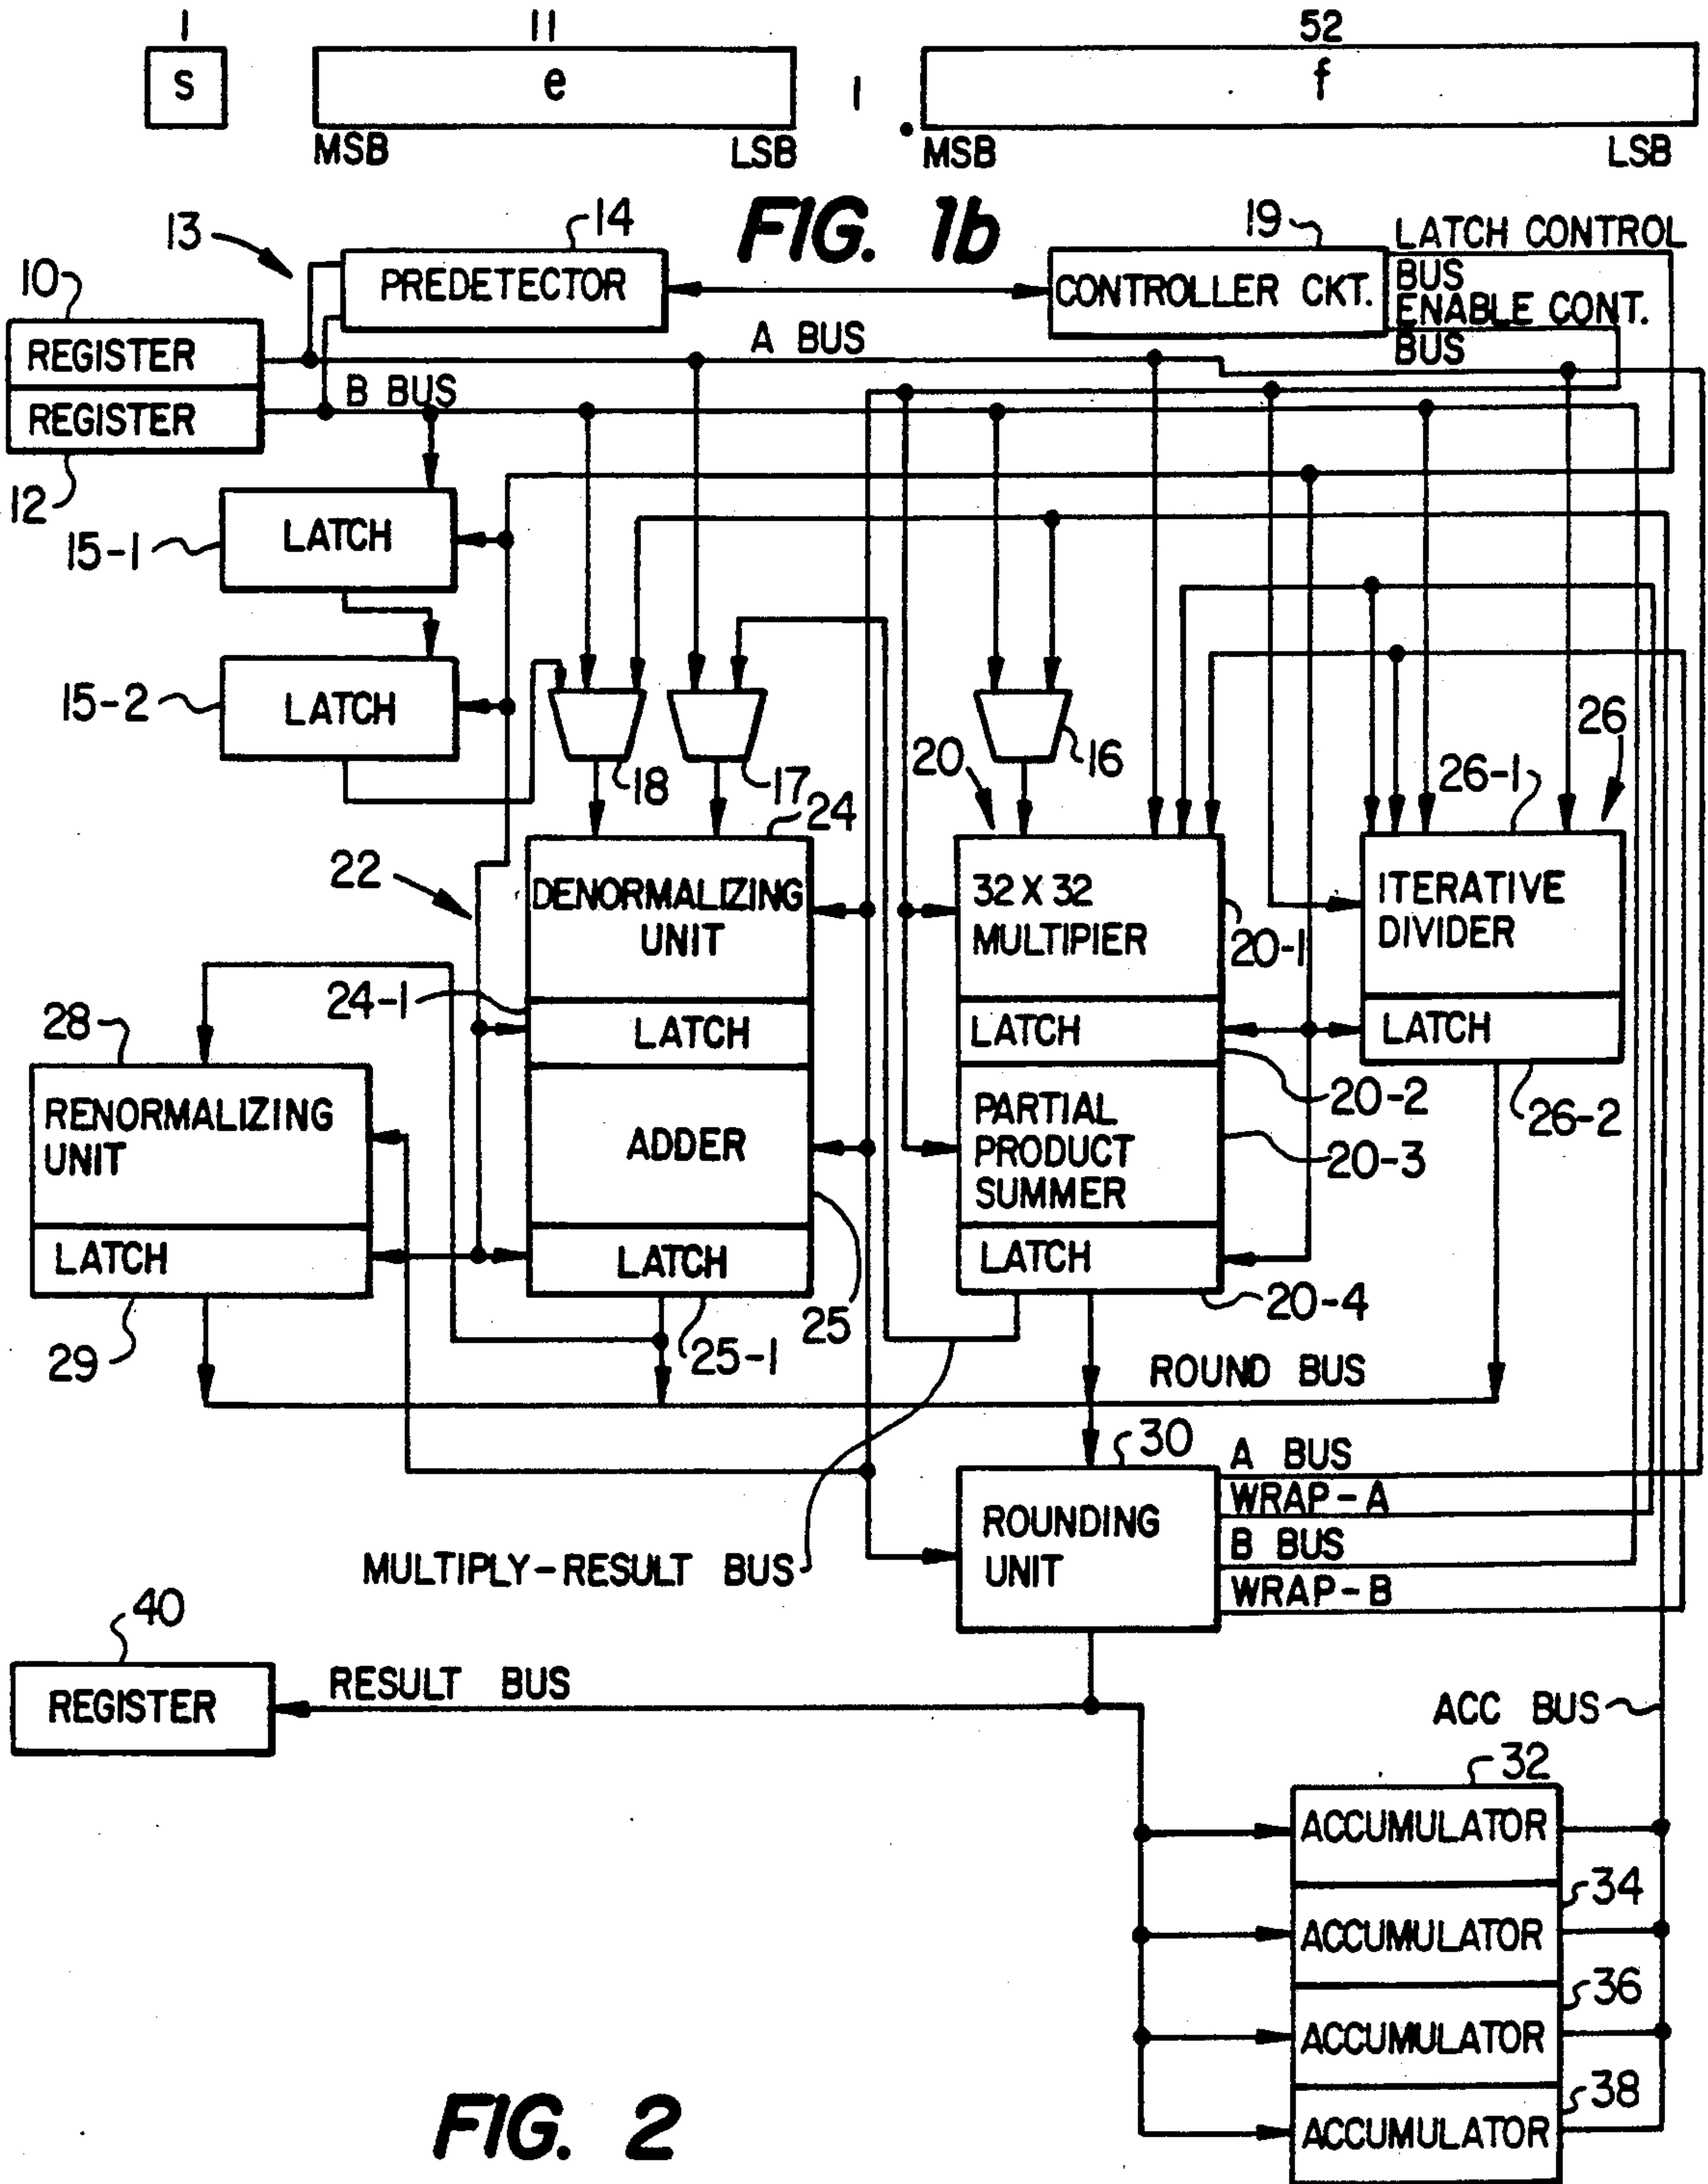 1 11 52
s e 1 . f
MSB LSB MSB LSB
FIG. 1b
13
14
19
LATCH CONTROL
BUS
10
PREDETECTOR
CONTROLLER CKT.
ENABLE CONT.
BUS
REGISTER
A BUS
REGISTER
B BUS
12
15-1
LATCH
15-2
LATCH
18
17
16
20
26
26-1
24
22
DENORMALIZING
UNIT
32 X 32
MULTIPIER
20-1
ITERATIVE
DIVIDER
24-1
LATCH
LATCH
LATCH
28
20-2
26-2
RENORMALIZING
UNIT
ADDER
PARTIAL
PRODUCT
SUMMER
20-3
LATCH
LATCH
LATCH
29
25-1
25
20-4
ROUND BUS
30
A BUS
WRAP-A
ROUNDING
UNIT
B BUS
WRAP-B
MULTIPLY-RESULT BUS
40
REGISTER
RESULT BUS
ACC BUS
32
ACCUMULATOR
34
ACCUMULATOR
36
ACCUMULATOR
38
ACCUMULATOR
FIG. 2